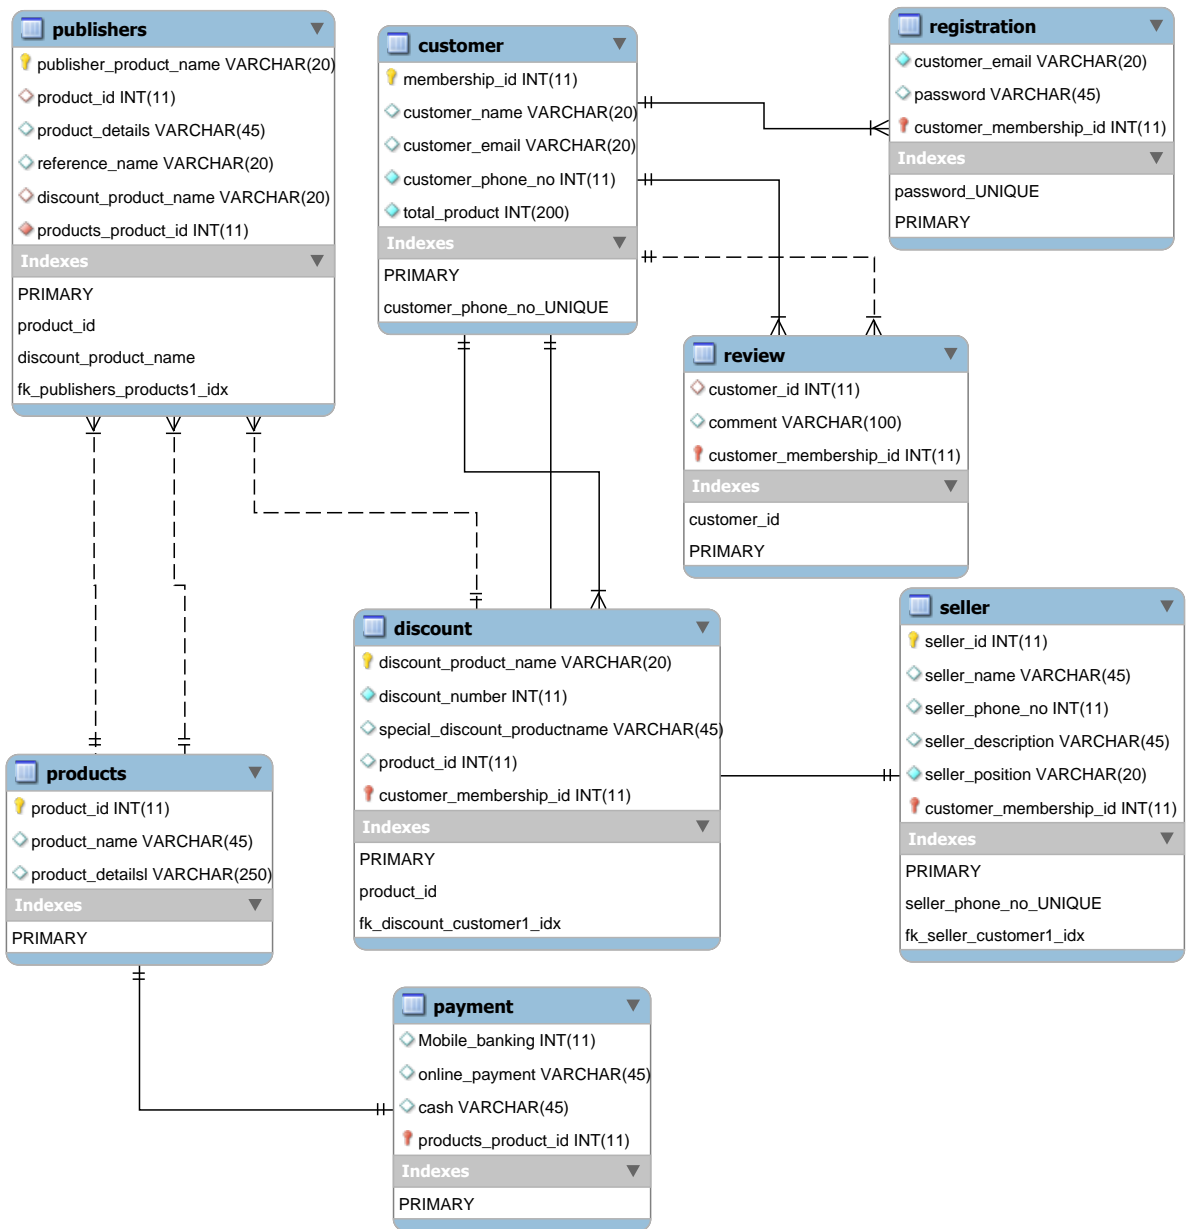 publishers
publisher_product_name VARCHAR(20)
product_id INT(11)
product_details VARCHAR(45)
reference_name VARCHAR(20)
discount_product_name VARCHAR(20)
products_product_id INT(11)
Indexes
PRIMARY
product_id
discount_product_name
fk_publishers_products1_idx
customer
membership_id INT(11)
customer_name VARCHAR(20)
customer_email VARCHAR(20)
customer_phone_no INT(11)
total_product INT(200)
Indexes
PRIMARY
customer_phone_no_UNIQUE
registration
customer_email VARCHAR(20)
password VARCHAR(45)
customer_membership_id INT(11)
Indexes
password_UNIQUE
PRIMARY
review
customer_id INT(11)
comment VARCHAR(100)
customer_membership_id INT(11)
Indexes
customer_id
PRIMARY
discount
discount_product_name VARCHAR(20)
discount_number INT(11)
special_discount_productname VARCHAR(45)
product_id INT(11)
customer_membership_id INT(11)
Indexes
PRIMARY
product_id
fk_discount_customer1_idx
seller
seller_id INT(11)
seller_name VARCHAR(45)
seller_phone_no INT(11)
seller_description VARCHAR(45)
seller_position VARCHAR(20)
customer_membership_id INT(11)
Indexes
PRIMARY
seller_phone_no_UNIQUE
fk_seller_customer1_idx
products
product_id INT(11)
product_name VARCHAR(45)
product_detailsl VARCHAR(250)
Indexes
PRIMARY
payment
Mobile_banking INT(11)
online_payment VARCHAR(45)
cash VARCHAR(45)
products_product_id INT(11)
Indexes
PRIMARY